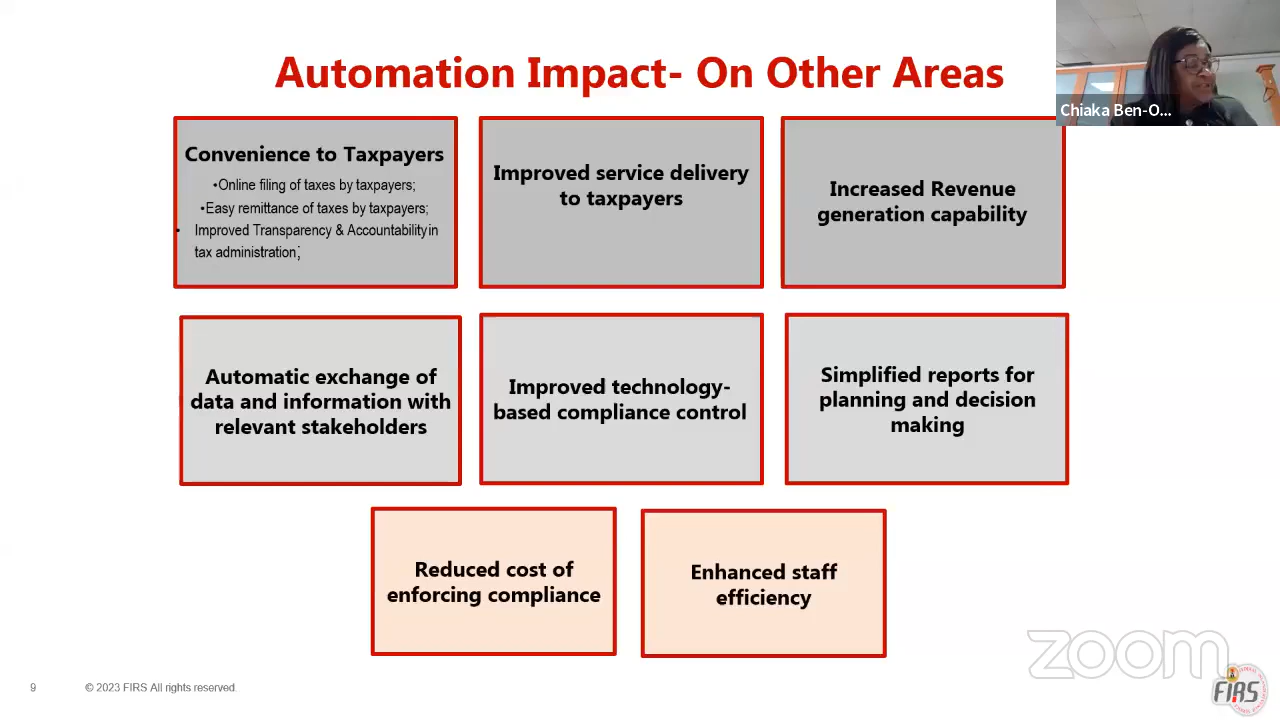 Automation Impact- On Other Areas
Chiaka Ben-O...
Convenience to Taxpayers
•Online filing of taxes by taxpayers;
•Easy remittance of taxes by taxpayers;
• Improved Transparency & Accountability in
tax administration;
Improved service delivery
to taxpayers
Increased Revenue
generation capability
Automatic exchange of
data and information with
relevant stakeholders
Improved technology-
based compliance control
Simplified reports for
planning and decision
making
Reduced cost of
enforcing compliance
Enhanced staff
efficiency
zoom
9
© 2023 FIRS All rights reserved.
FIRS